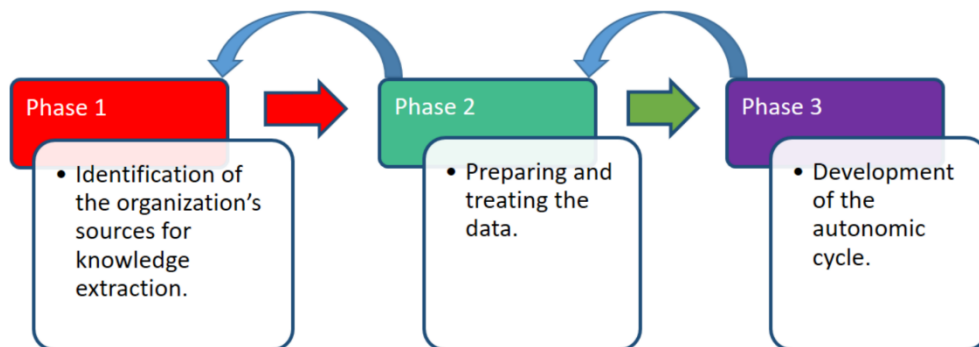 Phase 1
• Identification of
the organization’s
sources for
knowledge
extraction.
Phase 2
• Preparing and
treating the
data.
Phase 3
• Development
of the
autonomic
cycle.